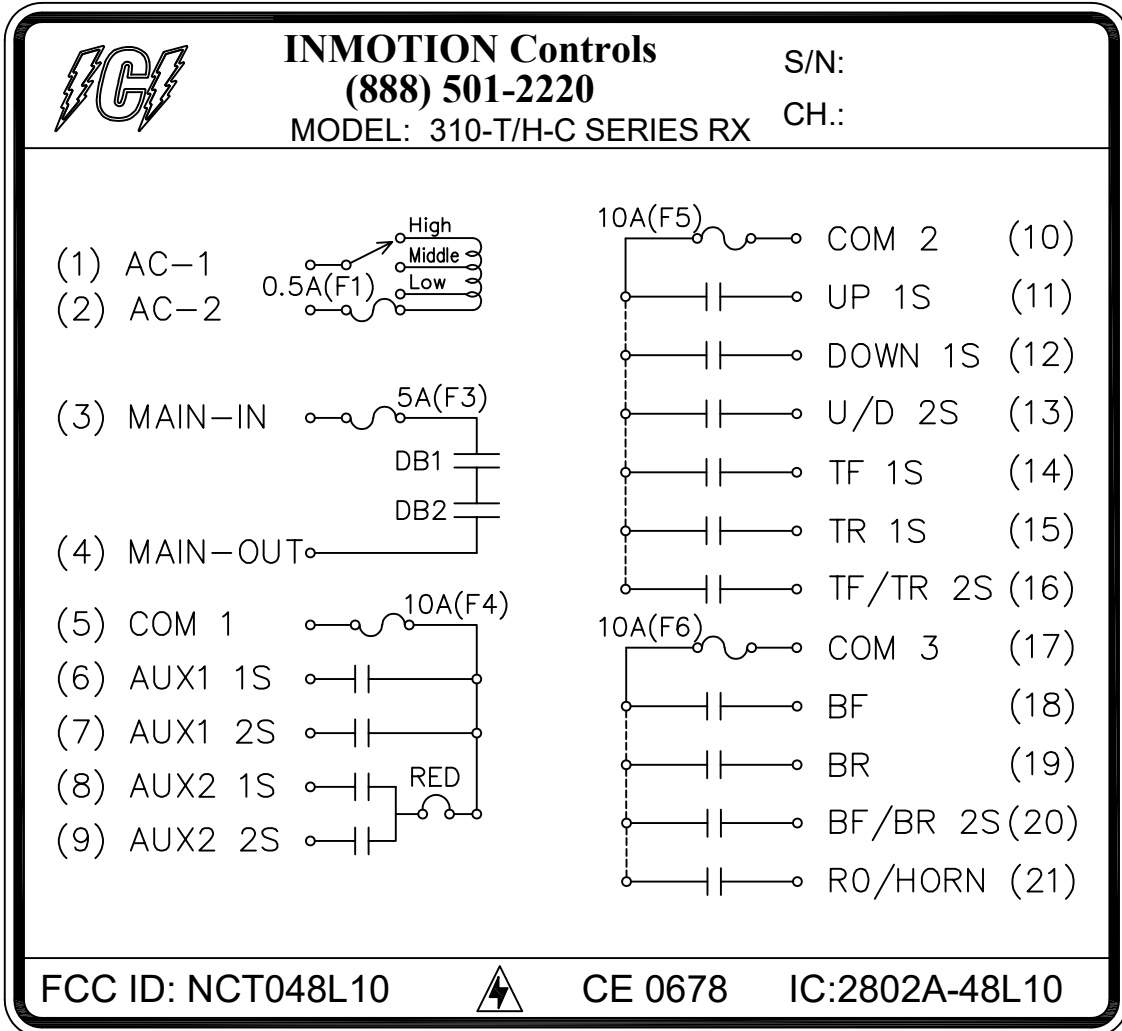 ICI
INMOTION Controls
(888) 501-2220
MODEL: 310-T/H-C SERIES RX
S/N:
CH.:
(1) AC-1
(2) AC-2
0.5A(F1)
High
Middle
Low
(3) MAIN-IN
5A(F3)
DB1
DB2
(4) MAIN-OUT
(5) COM 1
10A(F4)
(6) AUX1 1S
(7) AUX1 2S
(8) AUX2 1S
RED
(9) AUX2 2S
10A(F5)
COM 2 (10)
UP 1S (11)
DOWN 1S (12)
U/D 2S (13)
TF 1S (14)
TR 1S (15)
TF/TR 2S (16)
10A(F6)
COM 3 (17)
BF (18)
BR (19)
BF/BR 2S (20)
R0/HORN (21)
FCC ID: NCT048L10
CE 0678
IC:2802A-48L10